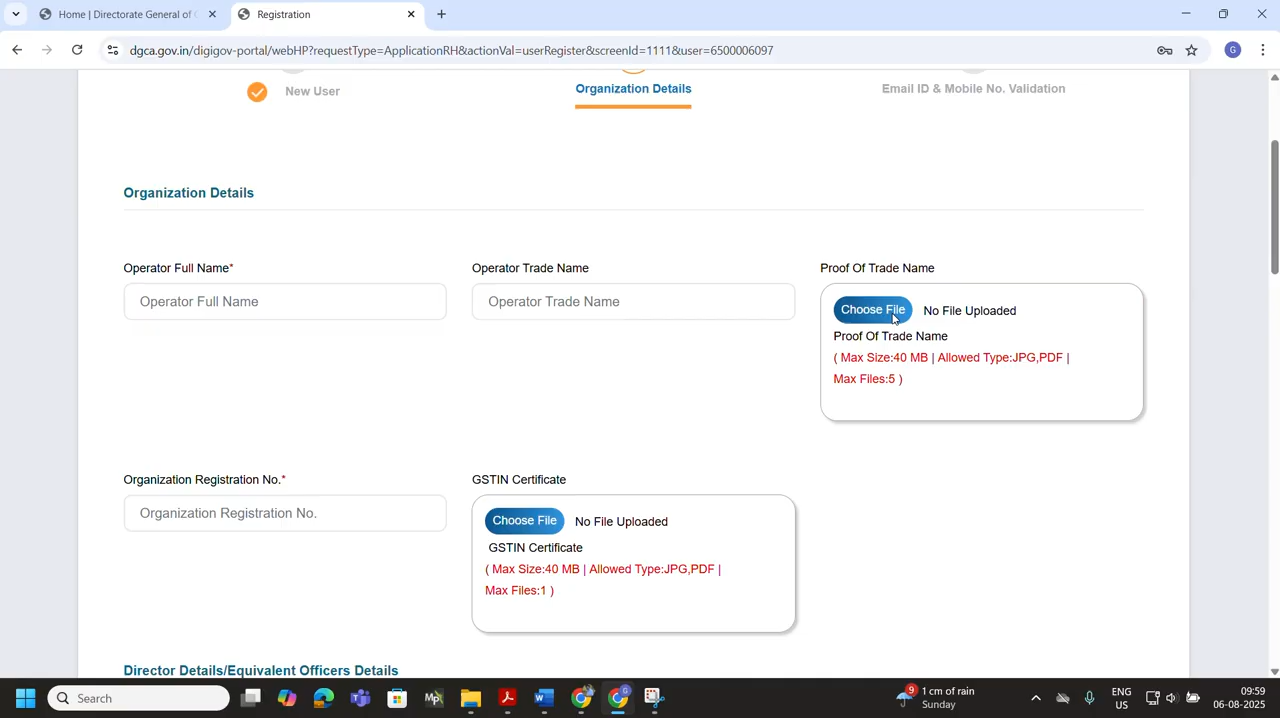 Home | Directorate General of
Registration
dgca.gov.in/digigov-portal/webHP?requestType=ApplicationRH&actionVal=userRegister&screenId=1111&user=6500006097
G
New User
Organization Details
Email ID & Mobile No. Validation
Organization Details
Operator Full Name*
Operator Trade Name
Proof Of Trade Name
Operator Full Name
Operator Trade Name
Choose File
No File Uploaded
Proof Of Trade Name
( Max Size:40 MB | Allowed Type:JPG,PDF |
Max Files:5 )
Organization Registration No.*
GSTIN Certificate
Organization Registration No.
Choose File
No File Uploaded
GSTIN Certificate
( Max Size:40 MB | Allowed Type:JPG,PDF |
Max Files:1 )
Director Details/Equivalent Officers Details
Search
9
1 cm of rain
Sunday
ENG
US
09:59
06-08-2025